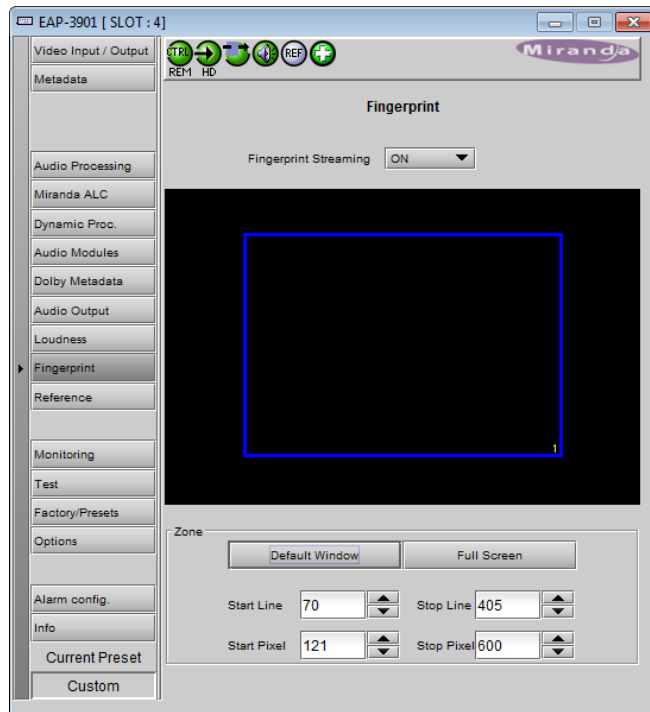 EAP-3901 [ SLOT : 4]
Video Input / Output
Metadata
Audio Processing
Miranda ALC
Dynamic Proc.
Audio Modules
Dolby Metadata
Audio Output
Loudness
Fingerprint
Reference
Monitoring
Test
Factory/Presets
Options
Alarm config.
Info
Current Preset
Custom
CTRL
REF
REM HD
Miranda
Fingerprint
Fingerprint Streaming ON
1
Zone
Default Window Full Screen
Start Line 70 Stop Line 405
Start Pixel 121 Stop Pixel 600